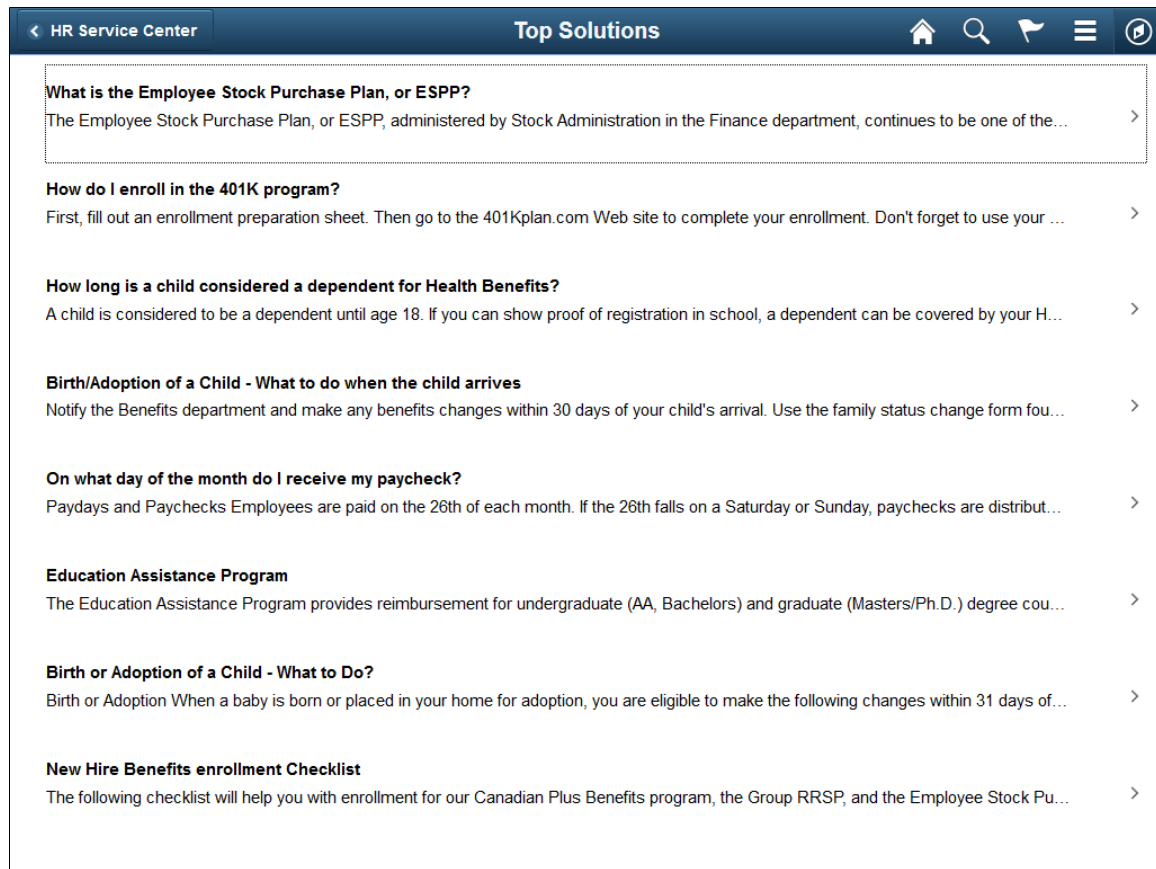 HR Service Center
Top Solutions
What is the Employee Stock Purchase Plan, or ESPP?
The Employee Stock Purchase Plan, or ESPP, administered by Stock Administration in the Finance department, continues to be one of the…
How do I enroll in the 401K program?
First, fill out an enrollment preparation sheet. Then go to the 401Kplan.com Web site to complete your enrollment. Don't forget to use your …
How long is a child considered a dependent for Health Benefits?
A child is considered to be a dependent until age 18. If you can show proof of registration in school, a dependent can be covered by your H…
Birth/Adoption of a Child - What to do when the child arrives
Notify the Benefits department and make any benefits changes within 30 days of your child's arrival. Use the family status change form fou…
On what day of the month do I receive my paycheck?
Paydays and Paychecks Employees are paid on the 26th of each month. If the 26th falls on a Saturday or Sunday, paychecks are distribut…
Education Assistance Program
The Education Assistance Program provides reimbursement for undergraduate (AA, Bachelors) and graduate (Masters/Ph.D.) degree cou…
Birth or Adoption of a Child - What to Do?
Birth or Adoption When a baby is born or placed in your home for adoption, you are eligible to make the following changes within 31 days of…
New Hire Benefits enrollment Checklist
The following checklist will help you with enrollment for our Canadian Plus Benefits program, the Group RRSP, and the Employee Stock Pu…